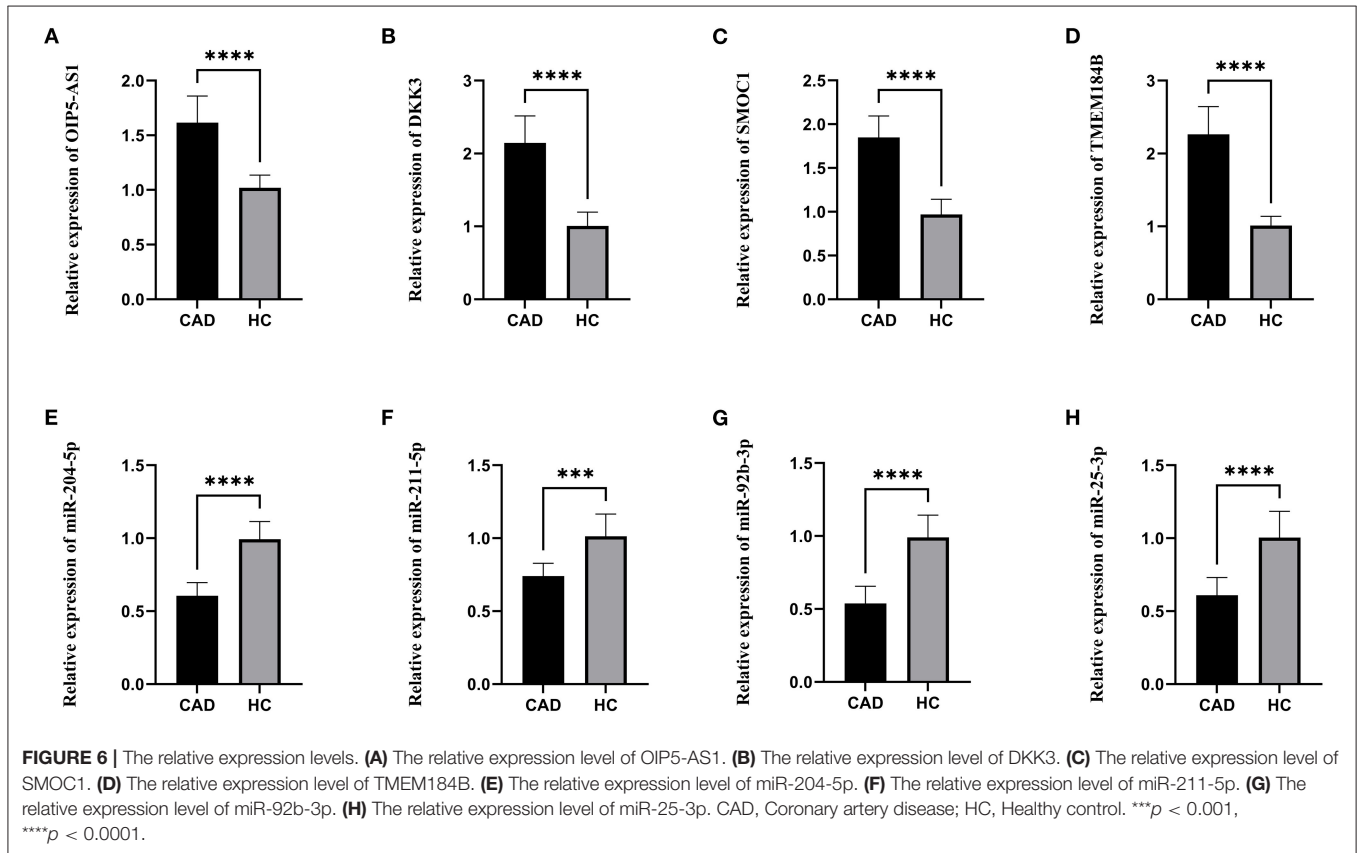 A
Relative expression of OIP5-AS1
****
2.0
1.5
1.0
0.5
0.0
CAD HC
B
Relative expression of DKK3
****
3
2
1
0
CAD HC
C
Relative expression of SMOC1
****
2.5
2.0
1.5
1.0
0.5
0.0
CAD HC
D
Relative expression of TMEM184B
****
3
2
1
0
CAD HC
E
Relative expression of miR-204-5p
****
1.5
1.0
0.5
0.0
CAD HC
F
Relative expression of miR-211-5p
***
1.5
1.0
0.5
0.0
CAD HC
G
Relative expression of miR-92b-3p
****
1.5
1.0
0.5
0.0
CAD HC
H
Relative expression of miR-25-3p
****
1.5
1.0
0.5
0.0
CAD HC
FIGURE 6 | The relative expression levels. (A) The relative expression level of OIP5-AS1. (B) The relative expression level of DKK3. (C) The relative expression level of
SMOC1. (D) The relative expression level of TMEM184B. (E) The relative expression level of miR-204-5p. (F) The relative expression level of miR-211-5p. (G) The
relative expression level of miR-92b-3p. (H) The relative expression level of miR-25-3p. CAD, Coronary artery disease; HC, Healthy control. ***p < 0.001,
****p < 0.0001.